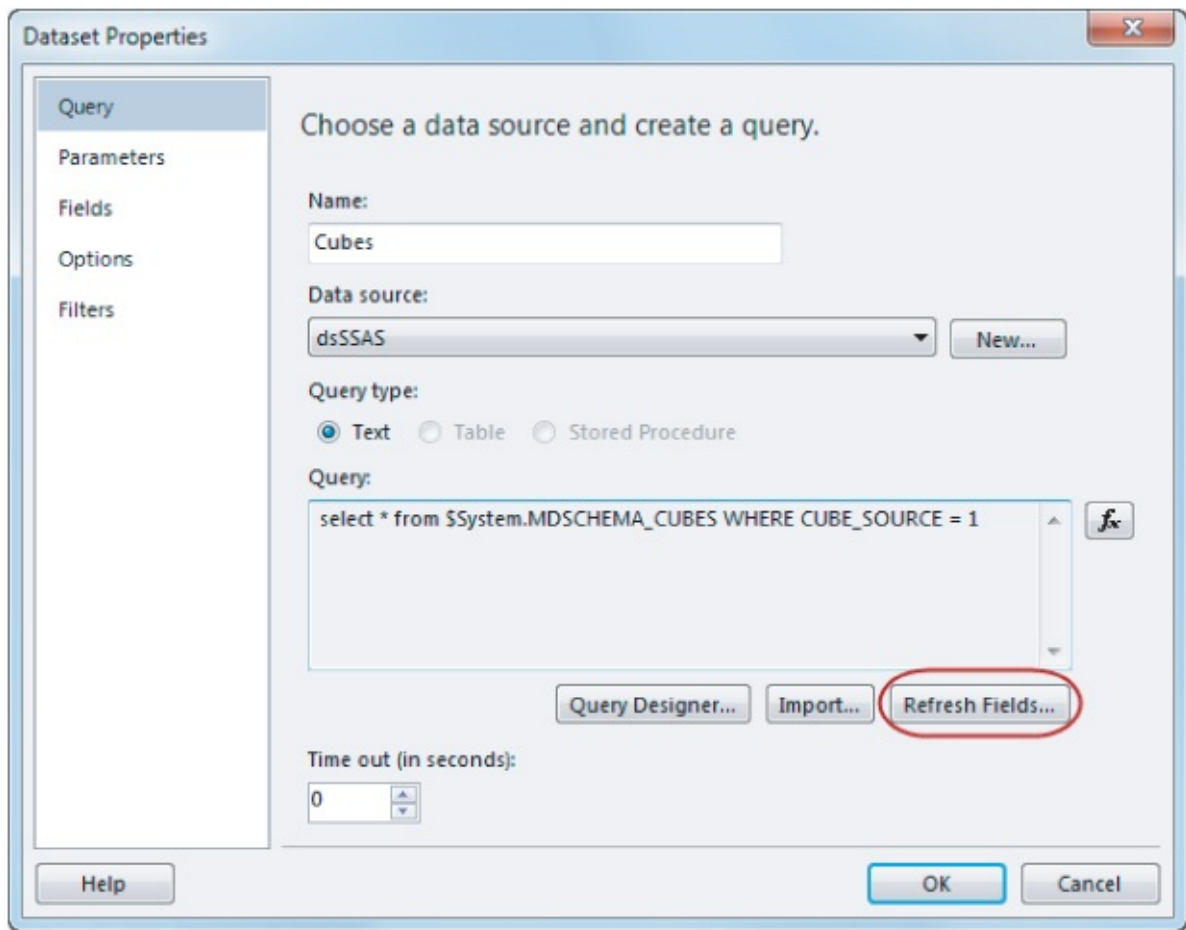 Dataset Properties
Query
Parameters
Fields
Options
Filters
Choose a data source and create a query.
Name:
Cubes
Data source:
dsSSAS
New...
Query type:
Text Table Stored Procedure
Query:
select * from $System.MDSCHEMA_CUBES WHERE CUBE_SOURCE = 1
fx
Query Designer... Import... Refresh Fields...
Time out (in seconds):
0
Help OK Cancel